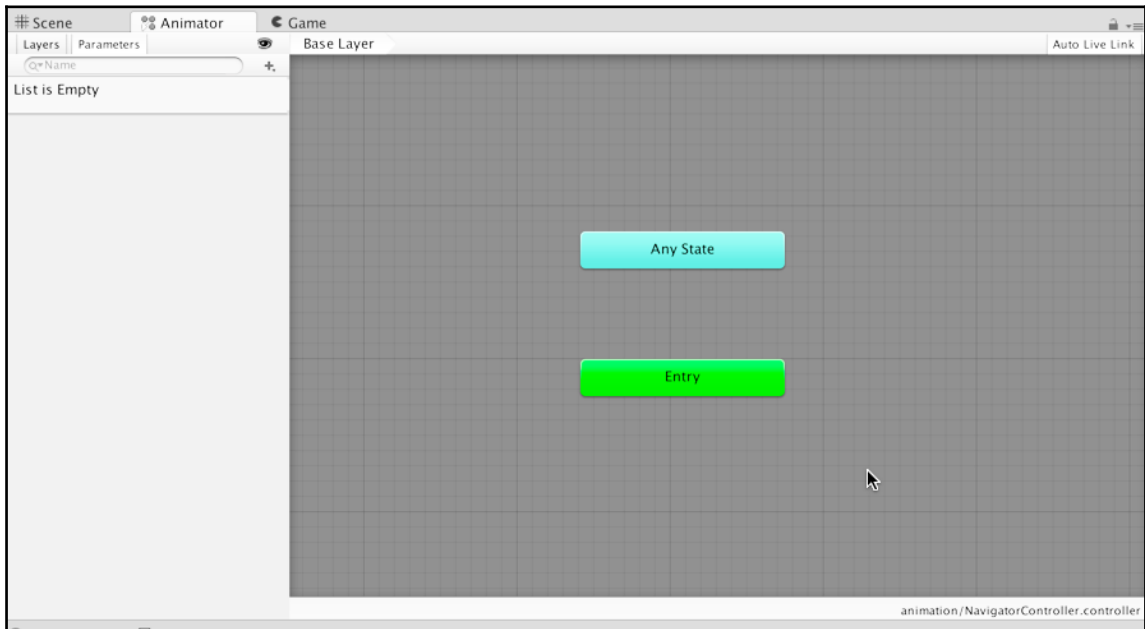 Scene Animator Game
Layers Parameters Base Layer Auto Live Link
Name
List is Empty
Any State
Entry
animation/NavigatorController.controller